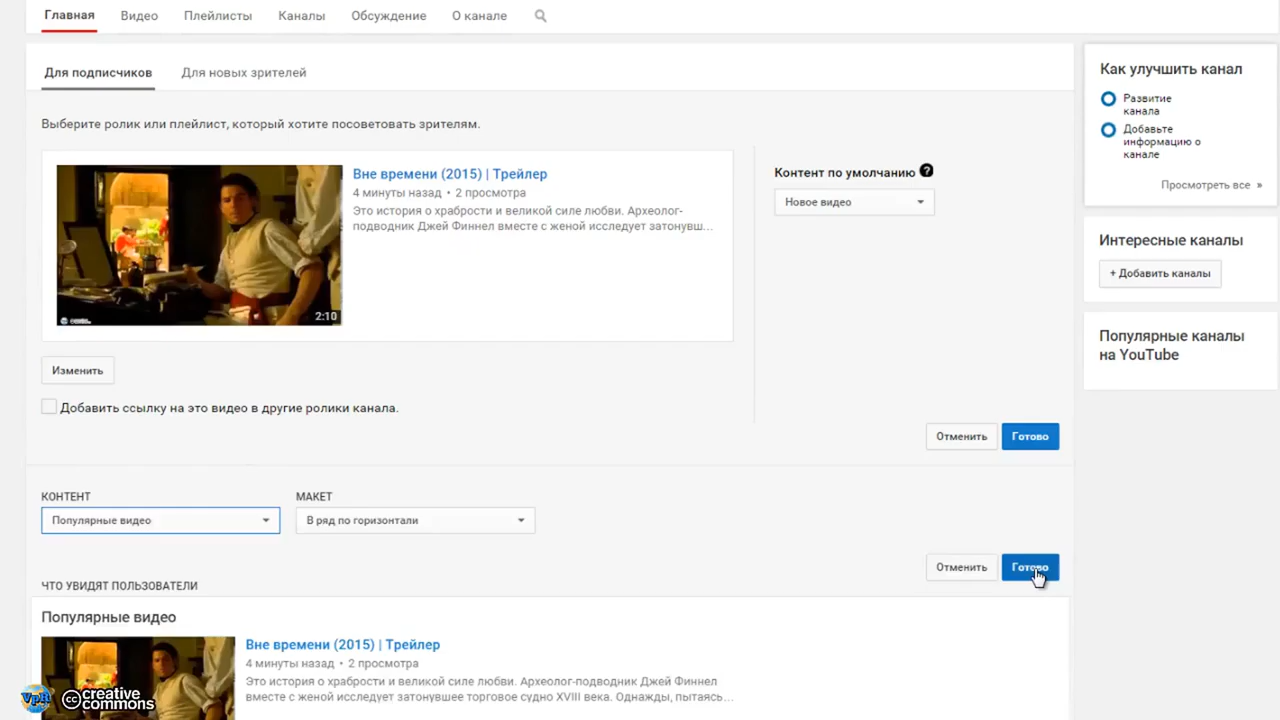 Главная Видео Плейлисты Каналы Обсуждение О канале
Для подписчиков Для новых зрителей
Выберите ролик или плейлист, который хотите посоветовать зрителям.
Вне времени (2015) | Трейлер
4 минуты назад • 2 просмотра
Это история о храбрости и великой силе любви. Археолог-
подводник Джей Финнел вместе с женой исследует затонувш...
2:10
Контент по умолчанию ?
Новое видео
Изменить
Добавить ссылку на это видео в другие ролики канала.
Отменить Готово
КОНТЕНТ МАКЕТ
Популярные видео В ряд по горизонтали
Отменить Готово
ЧТО УВИДЯТ ПОЛЬЗОВАТЕЛИ
Популярные видео
Вне времени (2015) | Трейлер
4 минуты назад • 2 просмотра
Это история о храбрости и великой силе любви. Археолог-подводник Джей Финнел
вместе с женой исследует затонувшее торговое судно XVIII века. Однажды, пытаясь...
Как улучшить канал
Развитие
канала
Добавьте
информацию о
канале
Просмотреть все »
Интересные каналы
+ Добавить каналы
Популярные каналы
на YouTube
cc creative
commons